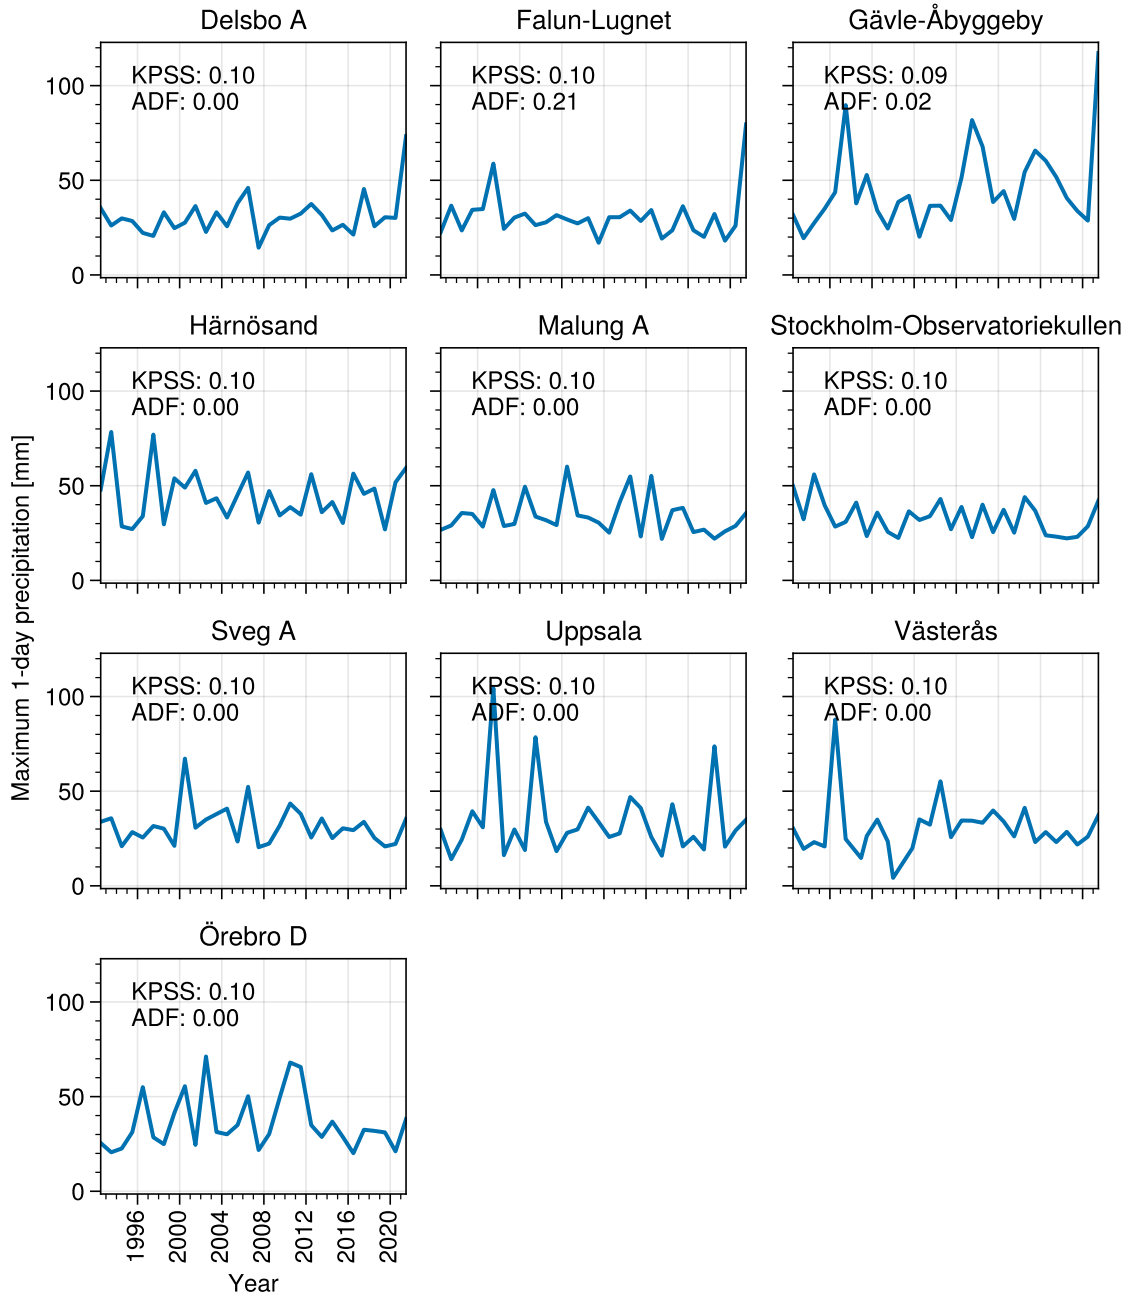 Delsbo A
KPSS: 0.10
ADF: 0.00
100
50
0
Falun-Lugnet
KPSS: 0.10
ADF: 0.21
Gävle-Åbyggeby
KPSS: 0.09
ADF: 0.02
Härnösand
KPSS: 0.10
ADF: 0.00
100
50
0
Malung A
KPSS: 0.10
ADF: 0.00
Stockholm-Observatoriekullen
KPSS: 0.10
ADF: 0.00
Maximum 1-day precipitation [mm]
Sveg A
KPSS: 0.10
ADF: 0.00
100
50
0
Uppsala
KPSS: 0.10
ADF: 0.00
Västerås
KPSS: 0.10
ADF: 0.00
Örebro D
KPSS: 0.10
ADF: 0.00
100
50
0
1996 2000 2004 2008 2012 2016 2020
Year